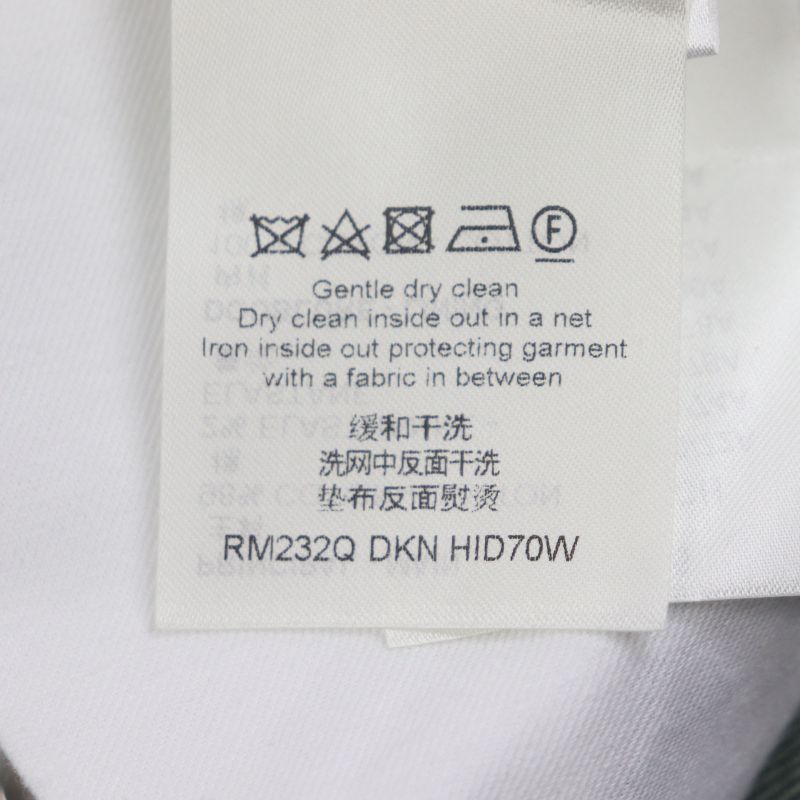 F
Gentle dry clean
Dry clean inside out in a net
Iron inside out protecting garment
with a fabric in between
缓和干洗
洗网中反面干洗
垫布反面熨烫
RM232Q DKN HID70W